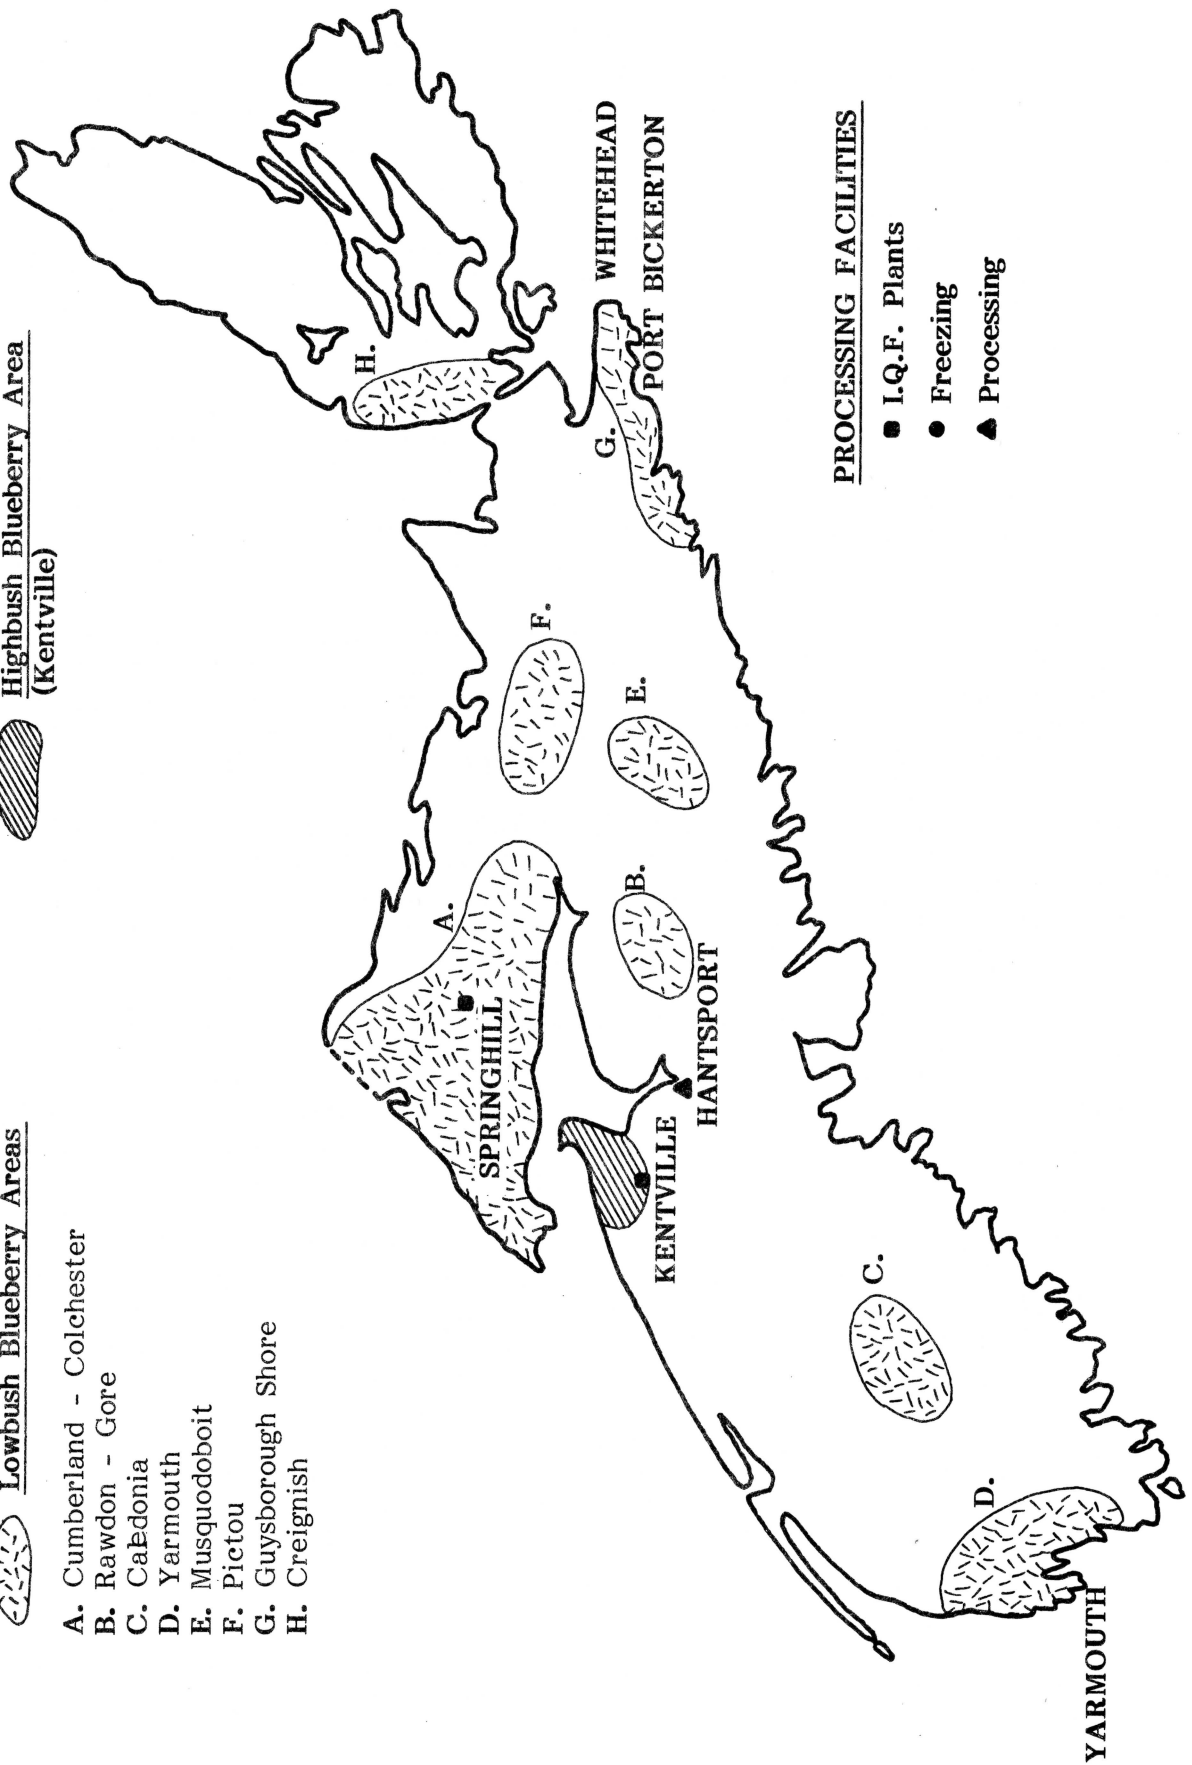 Lowbush Blueberry Areas
A. Cumberland - Colchester
B. Rawdon - Gore
C. Caledonia
D. Yarmouth
E. Musquodoboit
F. Pictou
G. Guysborough Shore
H. Creignish
Highbush Blueberry Area
(Kentville)
A.
SPRINGHILL
B.
HANTSPORT
KENTVILLE
C.
D.
YARMOUTH
E.
F.
G.
H.
WHITEHEAD
PORT BICKERTON
PROCESSING FACILITIES
I.Q.F. Plants
Freezing
Processing